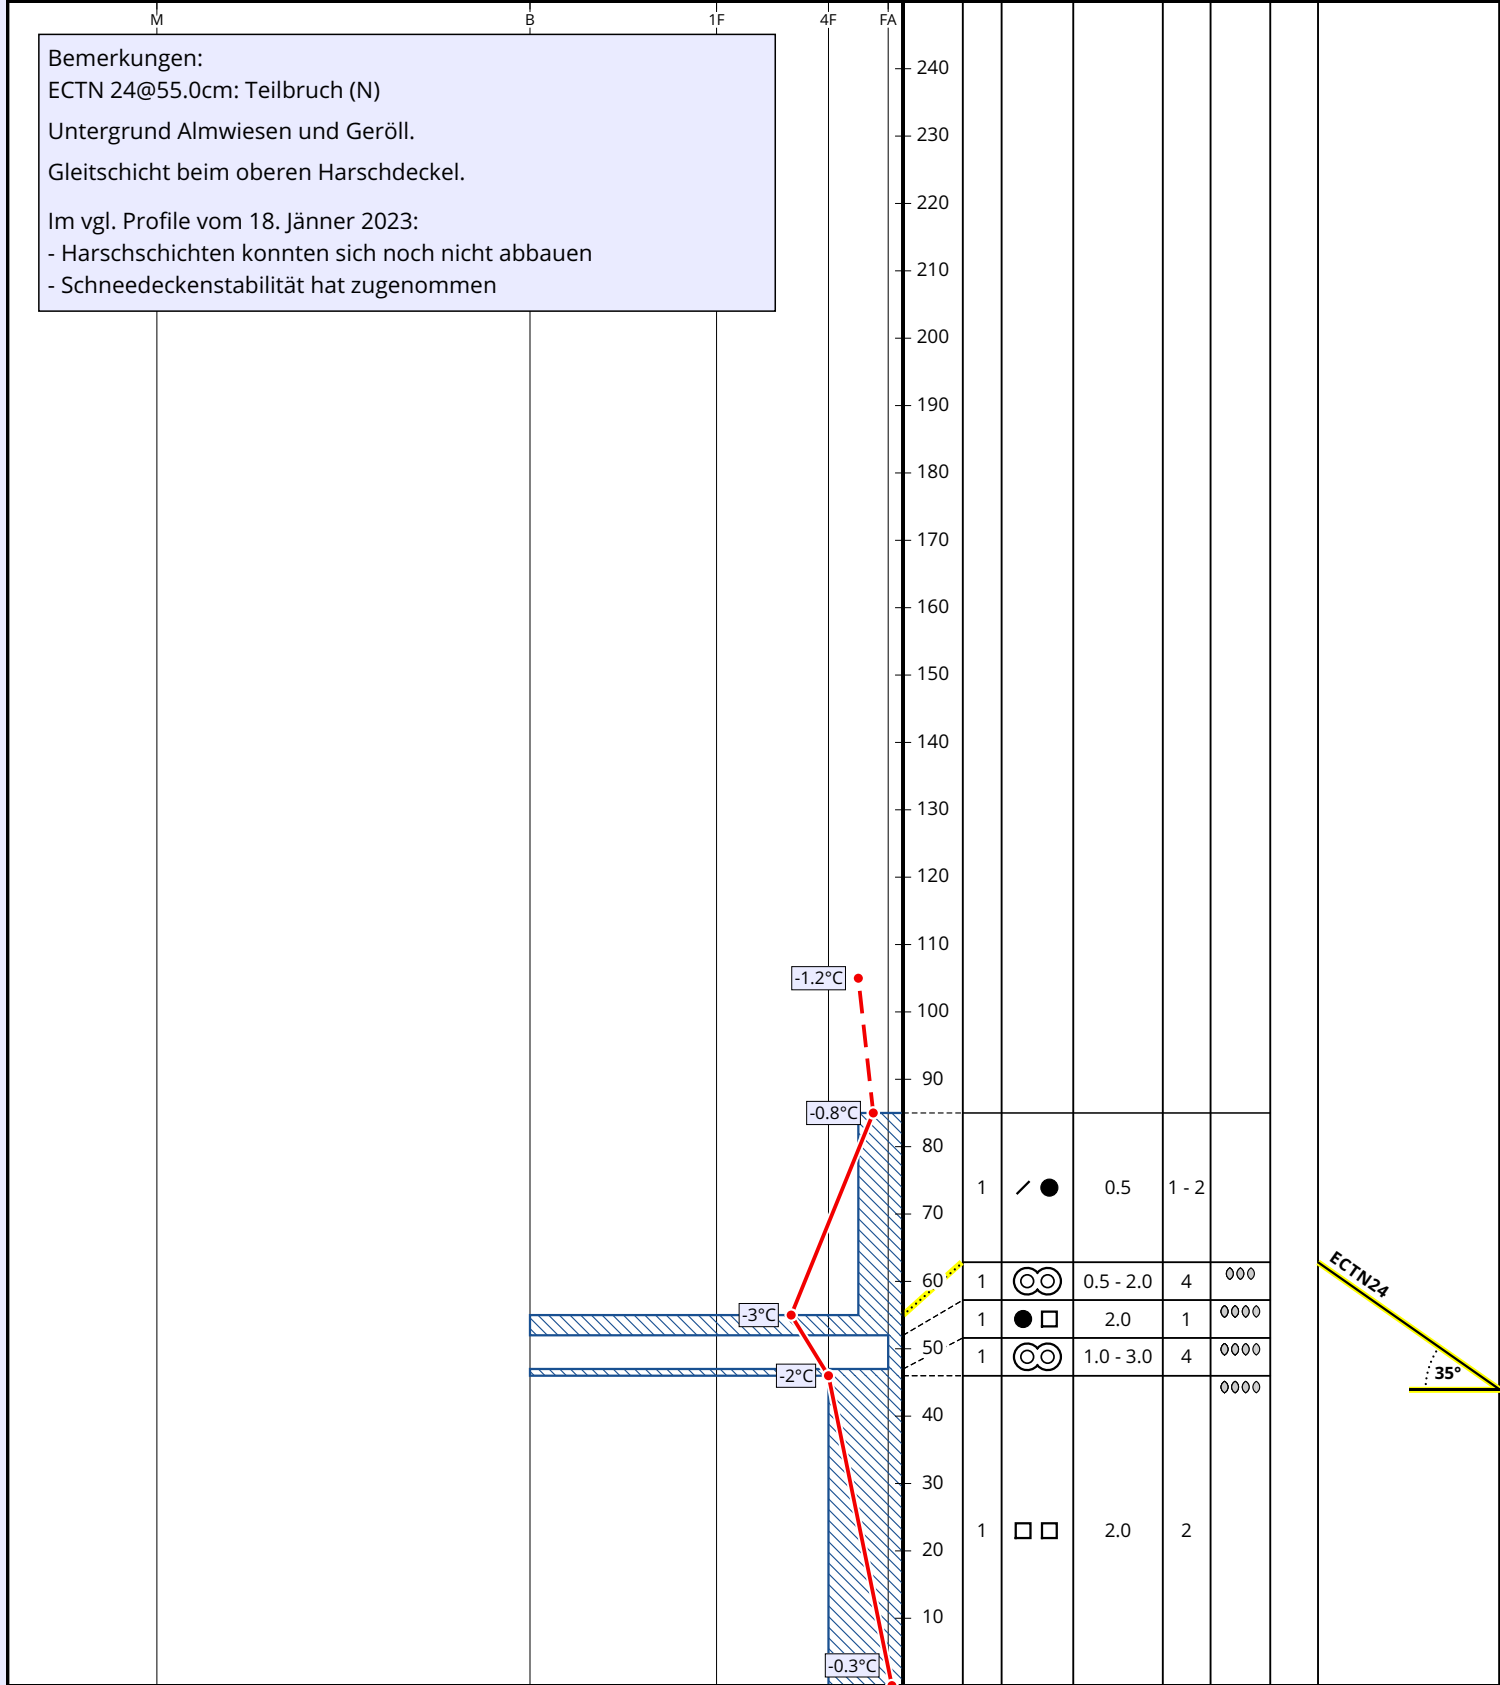 M B 1F 4F FA
Bemerkungen:
ECTN 24@55.0cm: Teilbruch (N)
Untergrund Almwiesen und Geröll.
Gleitschicht beim oberen Harschdeckel.
Im vgl. Profile vom 18. Jänner 2023:
- Harschschichten konnten sich noch nicht abbauen
- Schneedeckenstabilität hat zugenommen
240
230
220
210
200
190
180
170
160
150
140
130
120
110
-1.2°C
100
90
-0.8°C
80
1 0.5 1 - 2
70
ECTN24
60
1 0.5 - 2.0 4
-3°C
1 2.0 1
50
1 1.0 - 3.0 4
-2°C
35°
40
30
1 2.0 2
20
10
-0.3°C